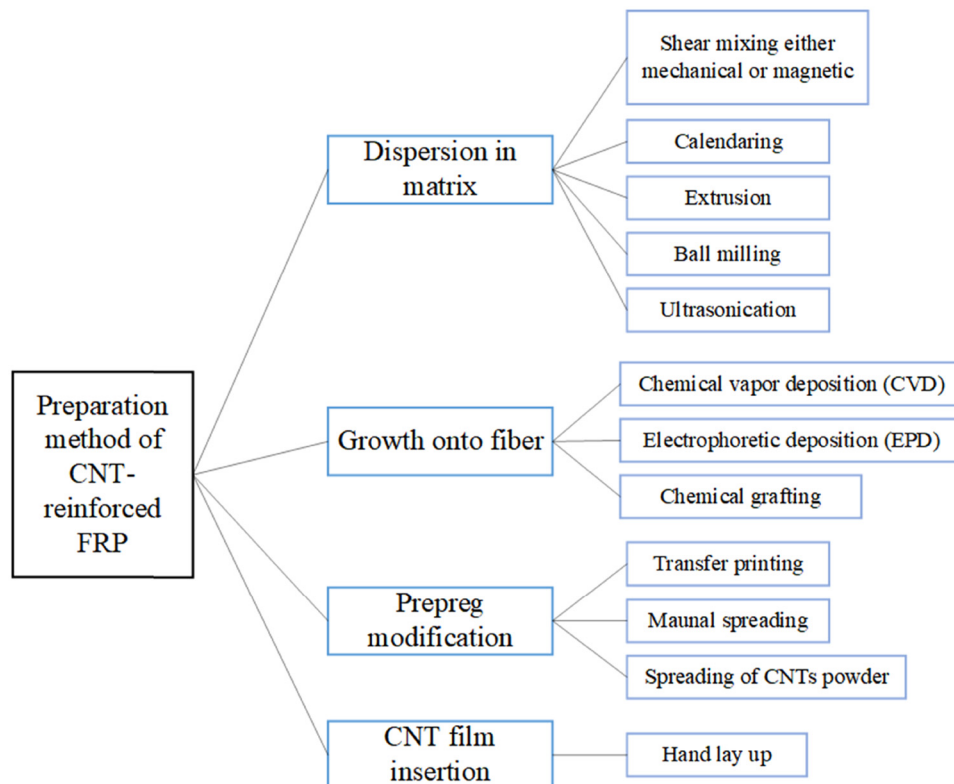 Preparation
method of
CNT-
reinforced
FRP
Dispersion in
matrix
Shear mixing either
mechanical or magnetic
Calendaring
Extrusion
Ball milling
Ultrasonication
Growth onto fiber
Chemical vapor deposition (CVD)
Electrophoretic deposition (EPD)
Chemical grafting
Prepreg
modification
Transfer printing
Maunal spreading
Spreading of CNTs powder
CNT film
insertion
Hand lay up